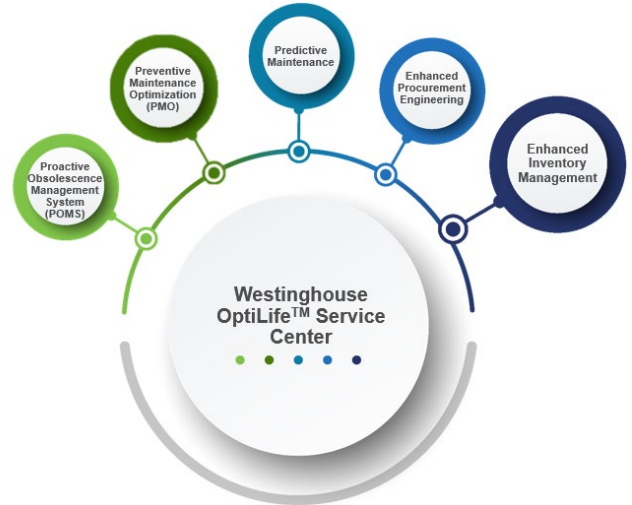 Proactive
Obsolescence
Management
System
(POMS)
Preventive
Maintenance
Optimization
(PMO)
Predictive
Maintenance
Enhanced
Procurement
Engineering
Enhanced
Inventory
Management
Westinghouse
OptiLife™ Service
Center